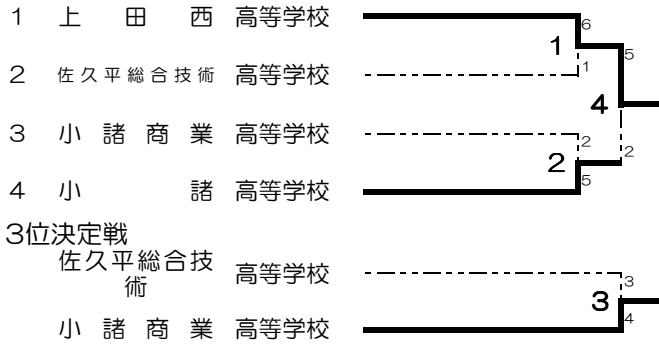 1 上田西 高等学校
6
1
5
2 佐久平総合技術 高等学校
1
4
3 小諸商業 高等学校
2
2
2
4 小諸 高等学校
5
3位決定戦
佐久平総合技
術 高等学校
3
3
小諸商業 高等学校
4